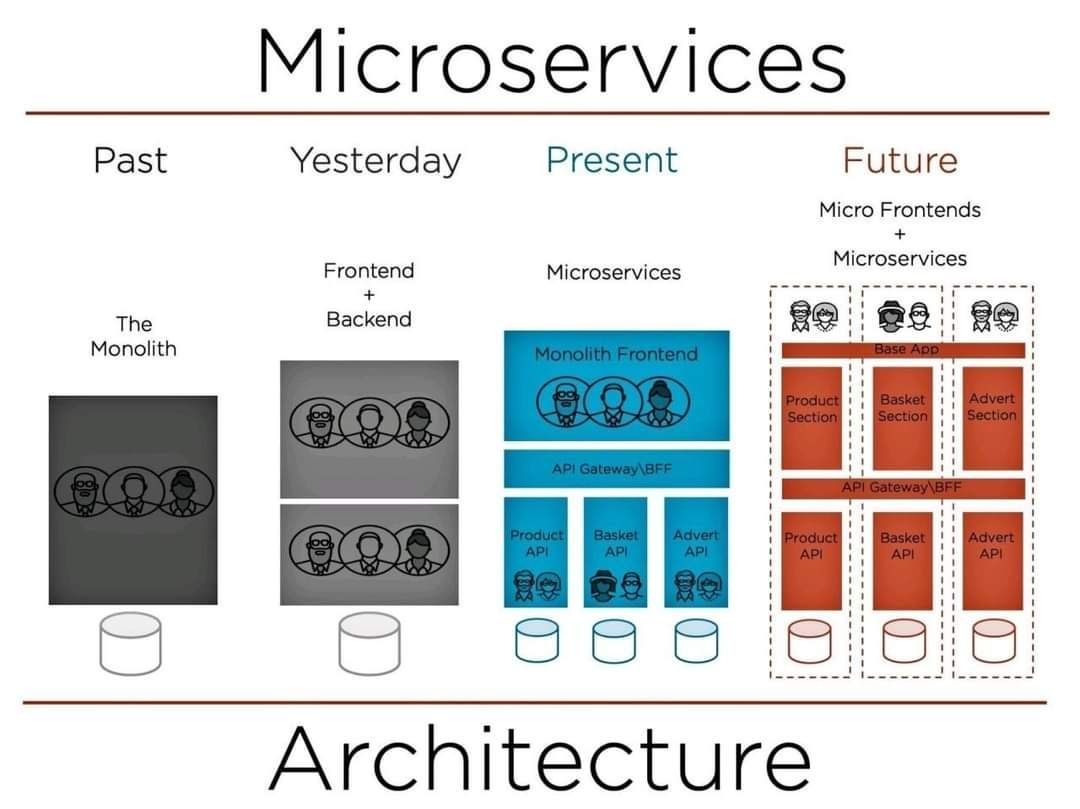 Microservices
Past
Yesterday
Present
Future
The
Monolith
Frontend
+
Backend
Microservices
Monolith Frontend
API Gateway\BFF
Product
API
Basket
API
Advert
API
Micro Frontends
+
Microservices
Base App
Product
Section
Basket
Section
Advert
Section
API Gateway\BFF
Product
API
Basket
API
Advert
API
Architecture